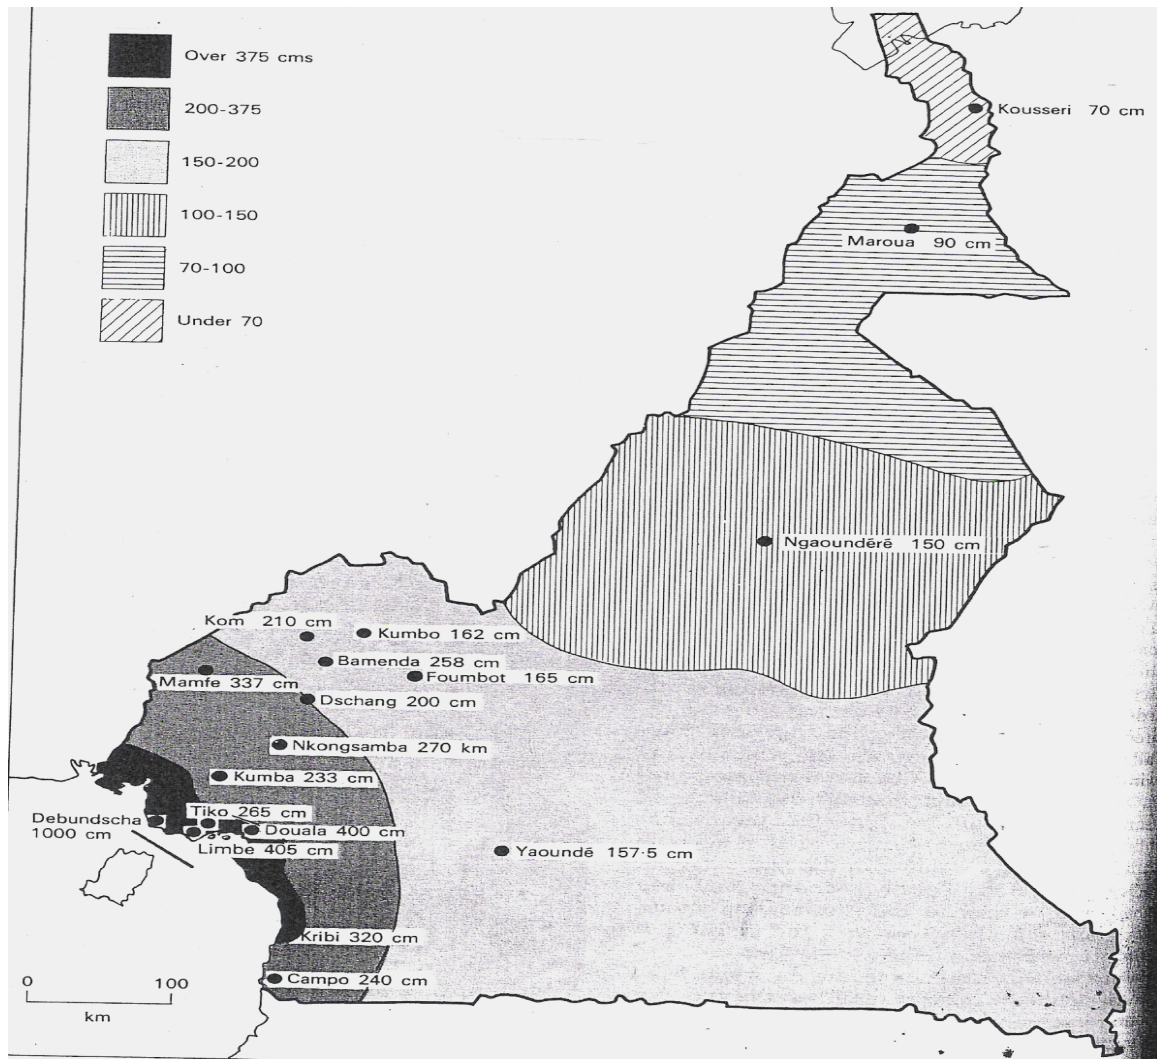 Over 375 cms
200-375
150-200
100-150
70-100
Under 70
Kousseri 70 cm
Maroua 90 cm
Ngaoundéré 150 cm
Kom 210 cm
Kumbo 162 cm
Bamenda 258 cm
Foumbot 165 cm
Mamfe 337 cm
Dschang 200 cm
Nkongsamba 270 km
Kumba 233 cm
Tiko 265 cm
Debundscha
1000 cm
Douala 400 cm
Limbe 405 cm
Yaoundé 157·5 cm
Kribi 320 cm
Campo 240 cm
0 100
km